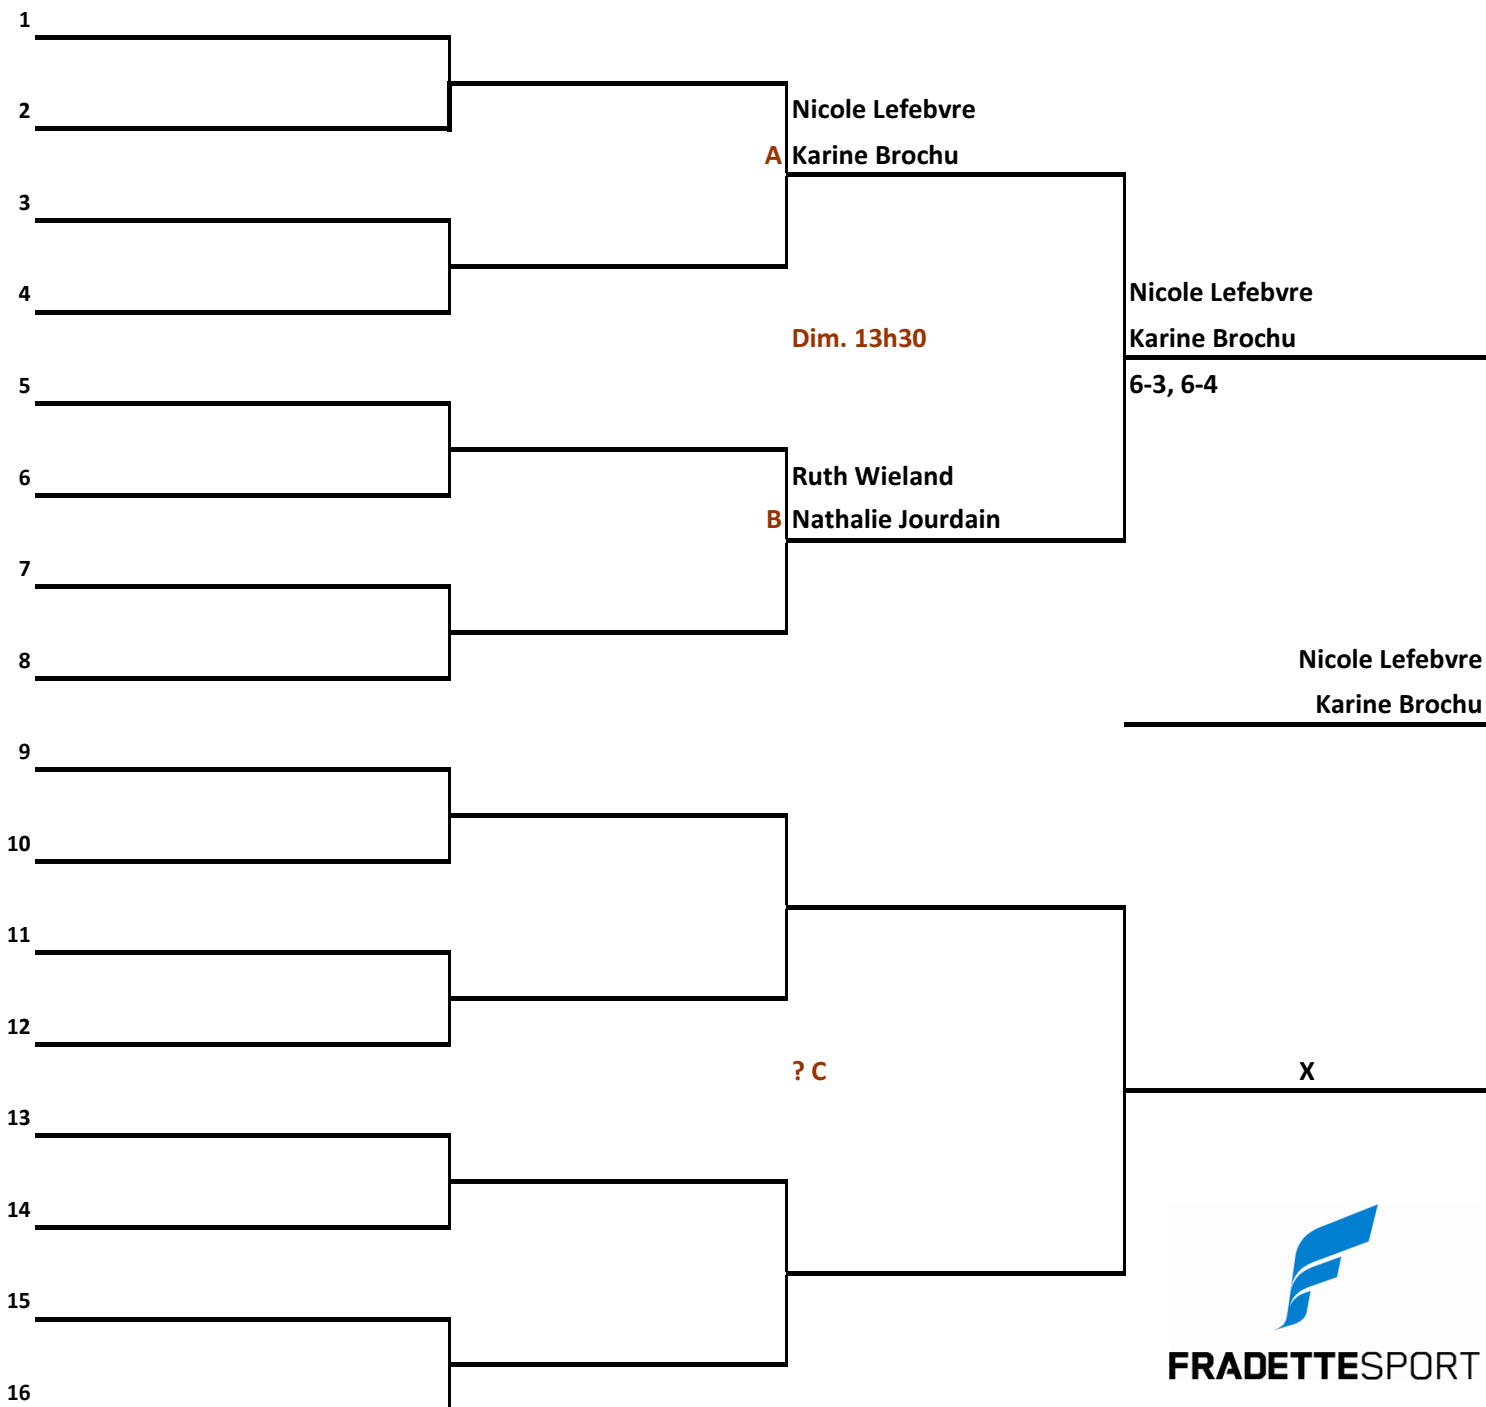 1
2
Nicole Lefebvre
A Karine Brochu
3
4
Nicole Lefebvre
Dim. 13h30
Karine Brochu
5
6-3, 6-4
6
Ruth Wieland
B Nathalie Jourdain
7
8
Nicole Lefebvre
Karine Brochu
9
10
11
12
? C
X
13
14
15
FRADETTESPORT
16